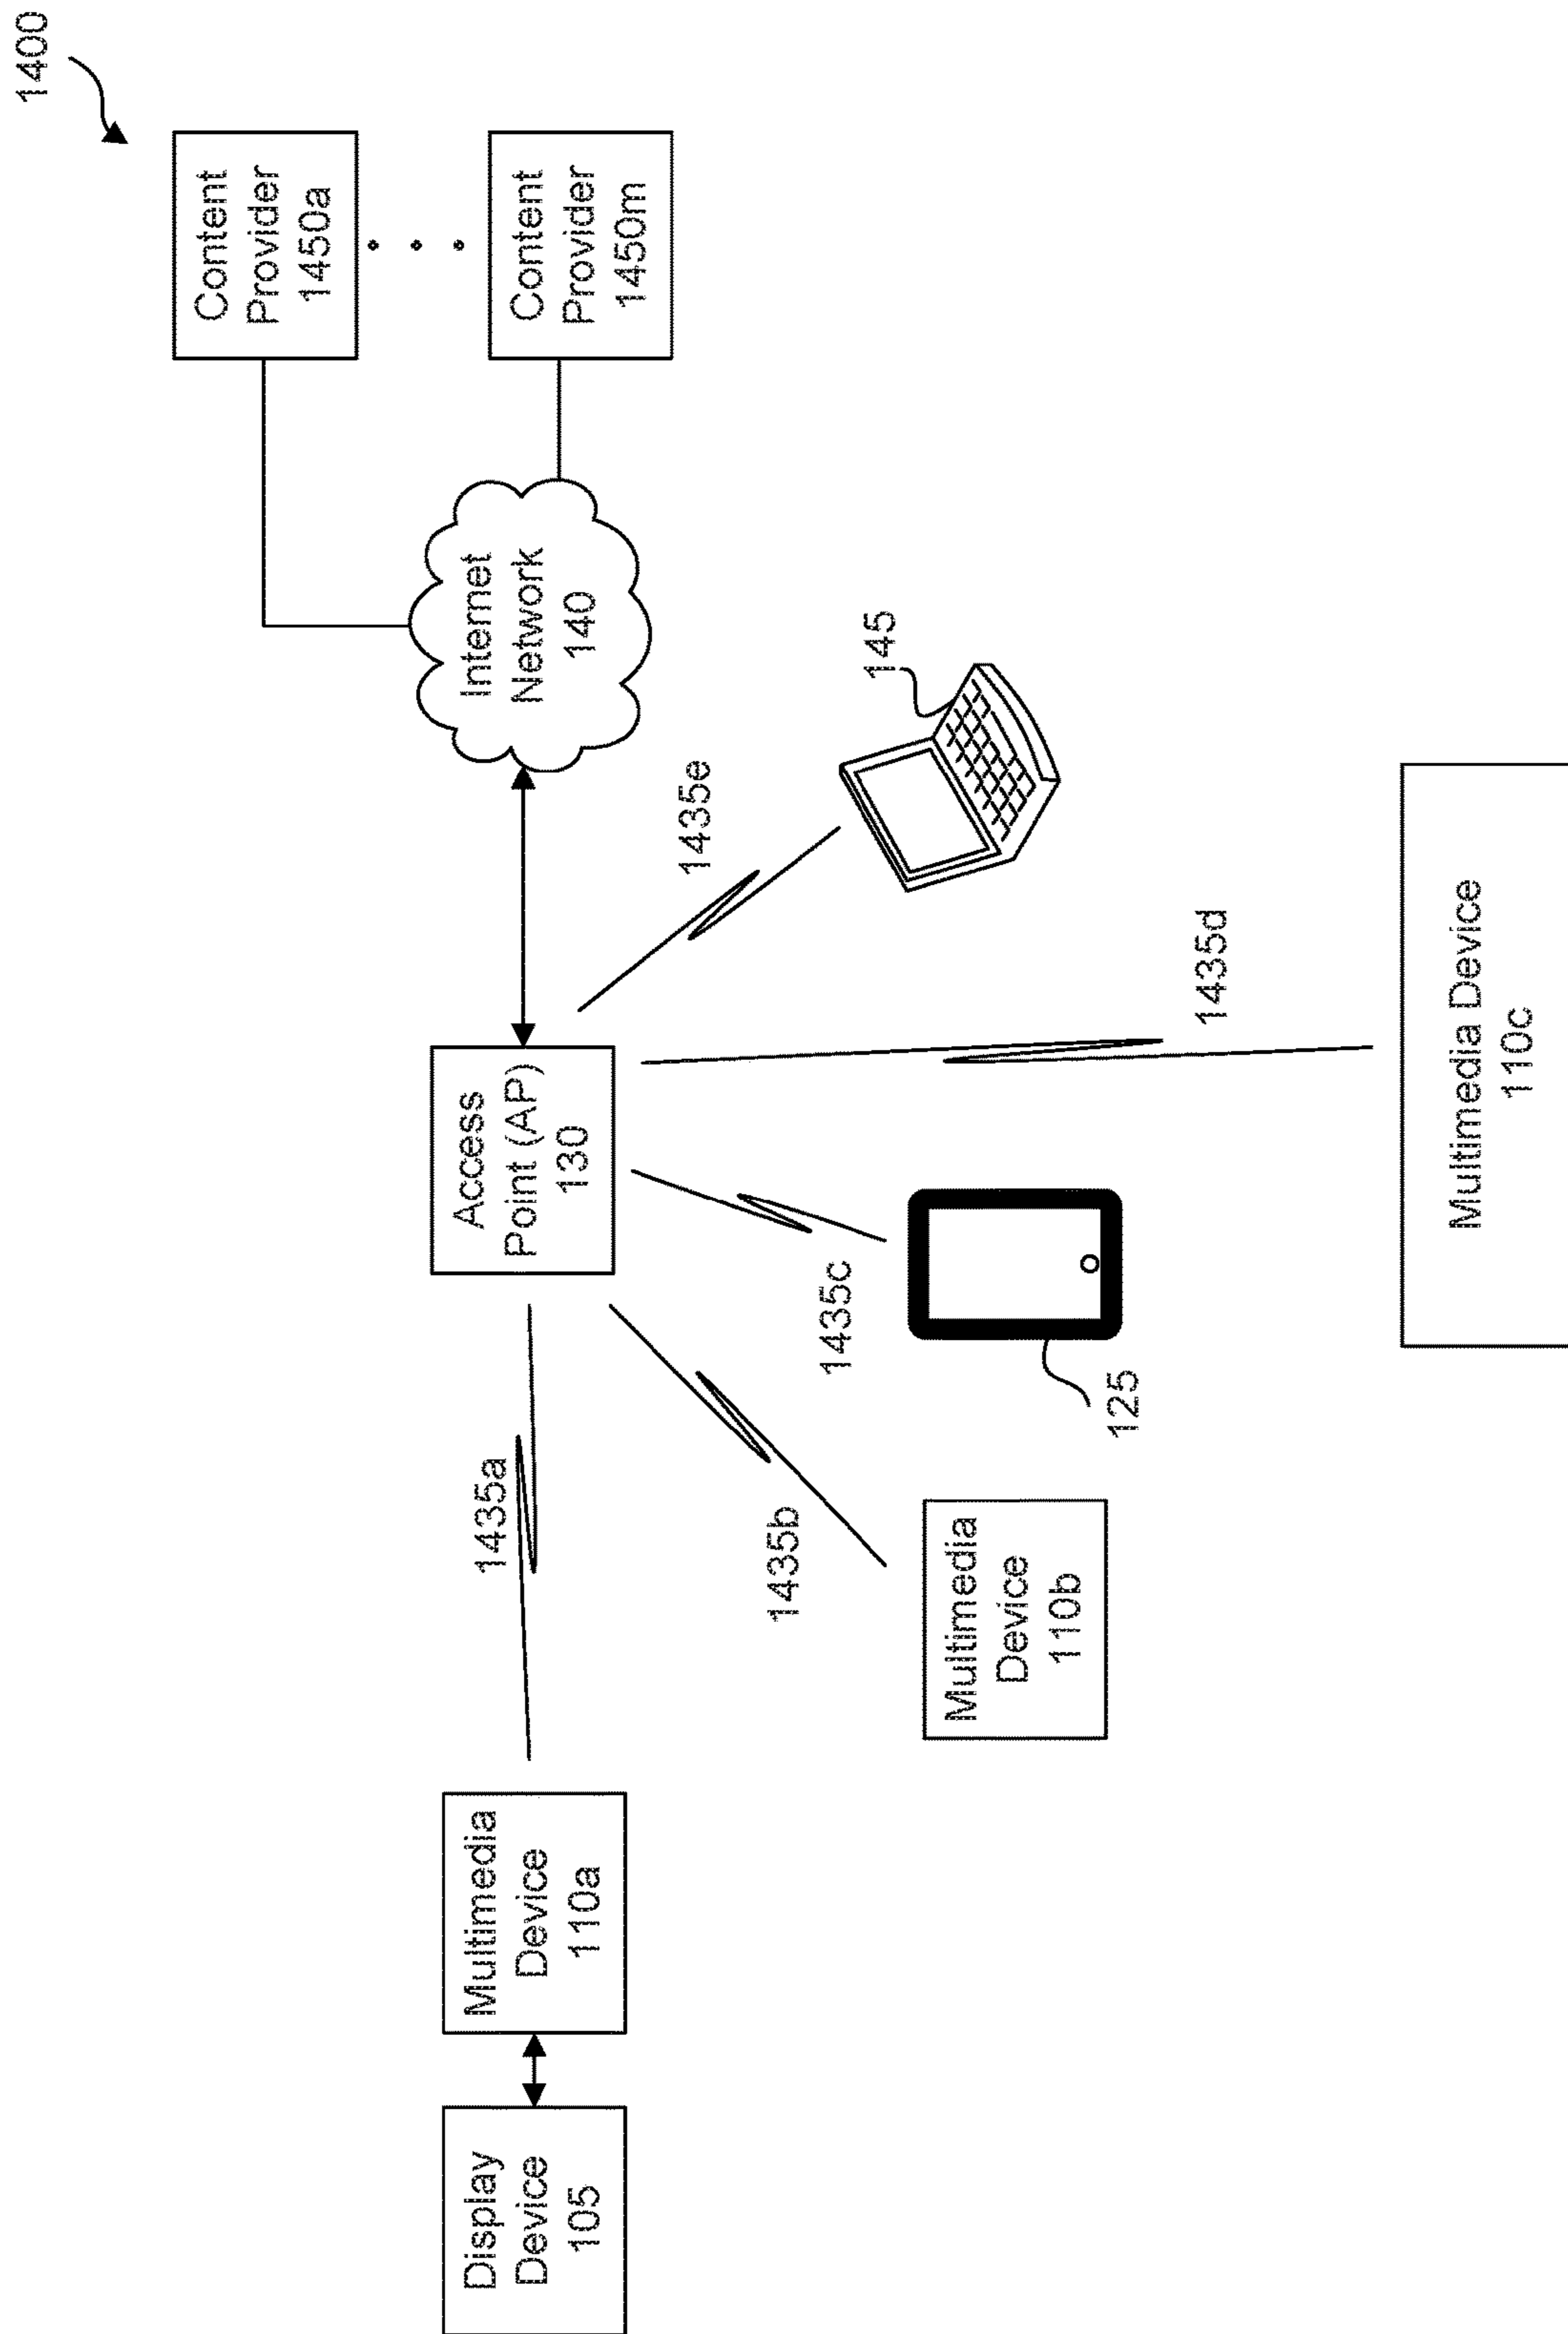 1400
Content
Provider
1450a
Content
Provider
1450m
Internet
Network
140
145
1435e
Access
Point (AP)
130
1435a
1435b
1435c
1435d
125
Display
Device
105
Multimedia
Device
110a
Multimedia
Device
110b
Multimedia Device
110c